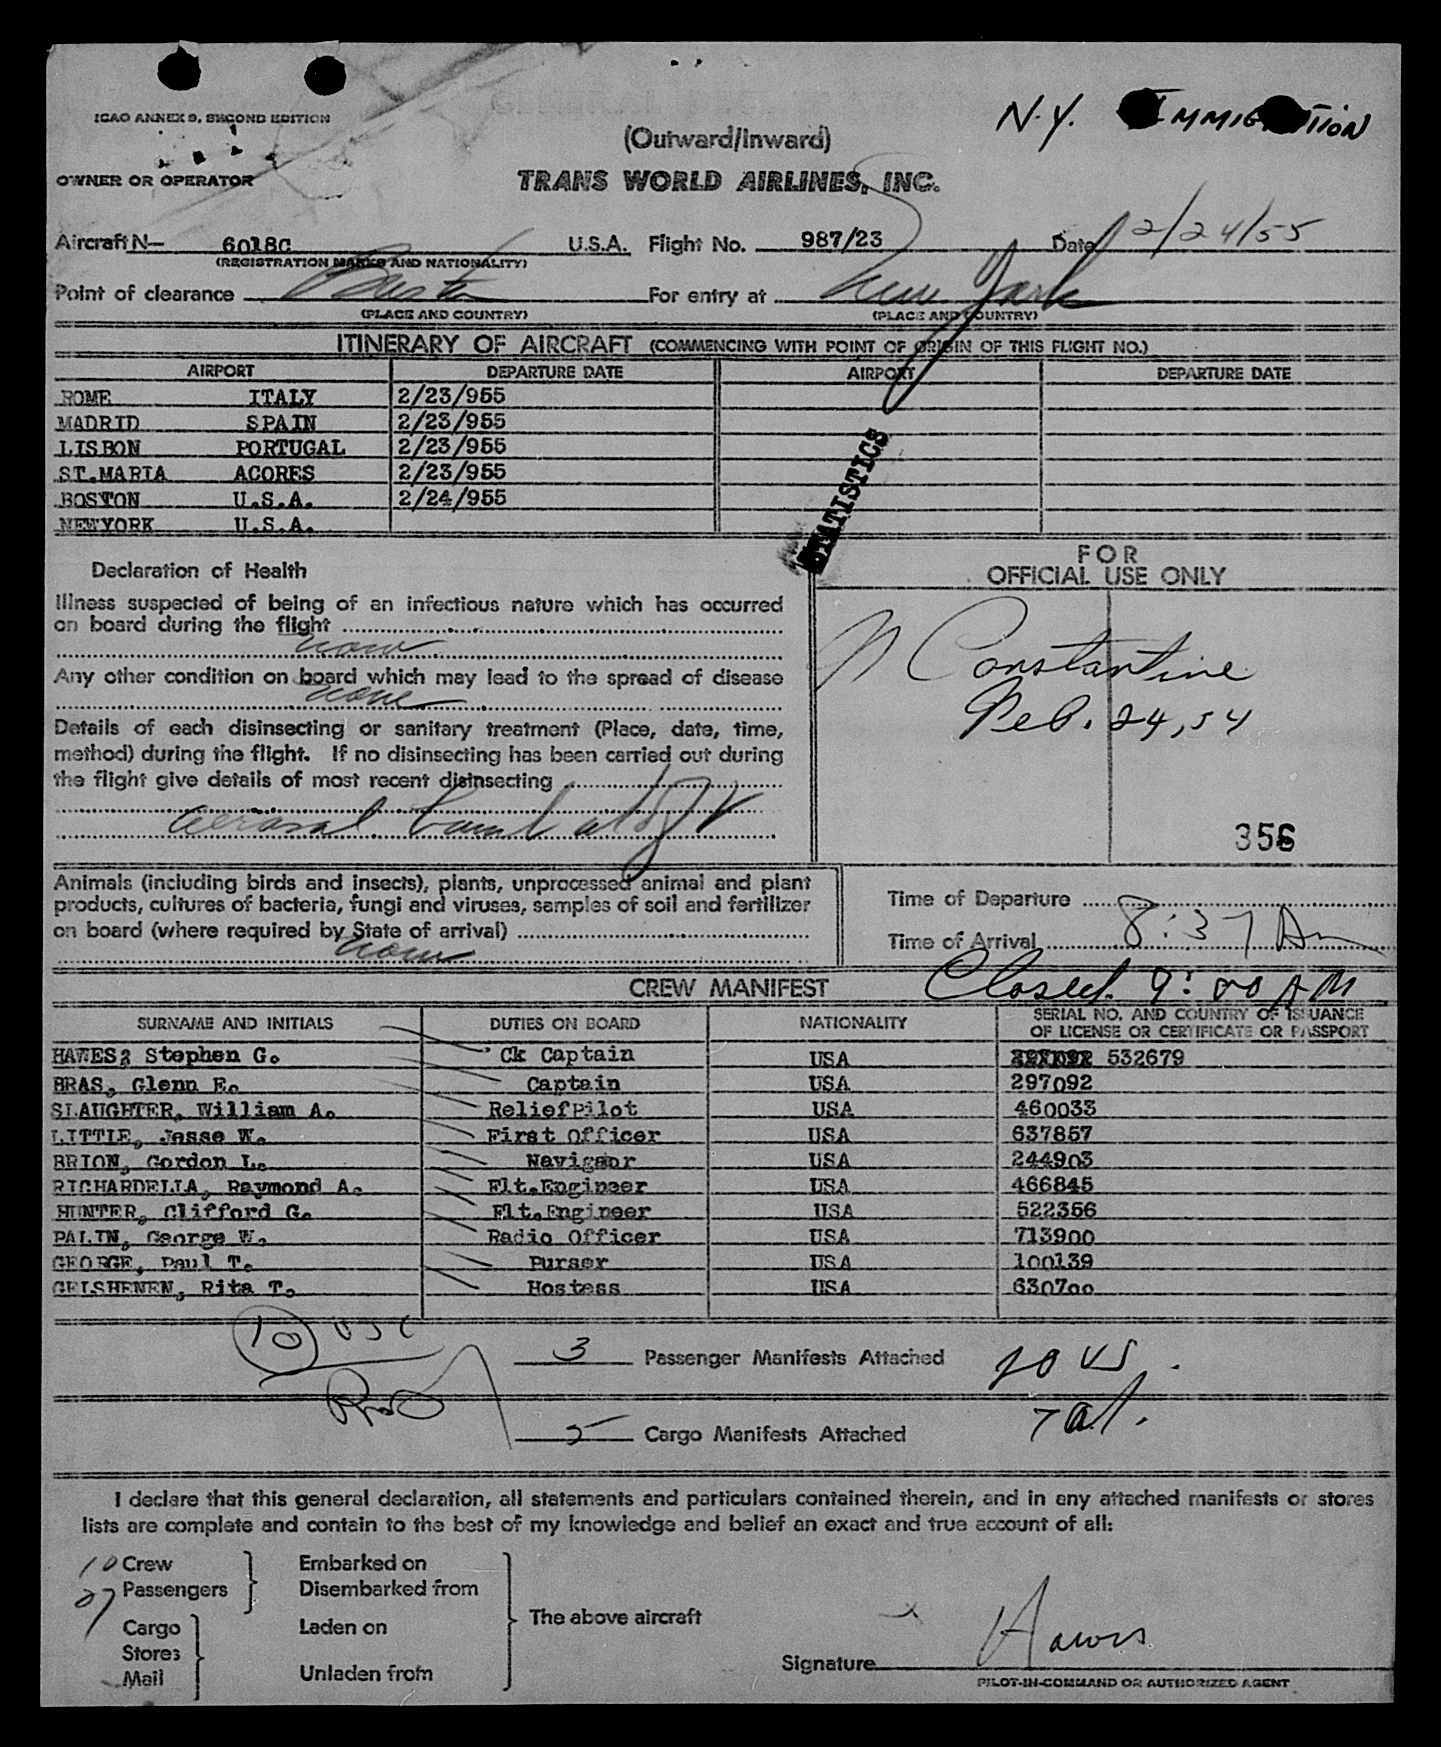 N.Y. IMMIG TION
ICAO ANNEX 9, SECOND EDITION
(Outward/Inward)
OWNER OR OPERATOR
TRANS WORLD AIRLINES, INC.
Aircraft N— 6018C U.S.A. Flight No. 987/23 Date 2/24/55
(REGISTRATION MARKS AND NATIONALITY)
Point of clearance Boston For entry at New York
(PLACE AND COUNTRY) (PLACE AND COUNTRY)
ITINERARY OF AIRCRAFT (COMMENCING WITH POINT OF ORIGIN OF THIS FLIGHT NO.)
AIRPORT DEPARTURE DATE AIRPORT DEPARTURE DATE
ROME ITALY 2/23/955
MADRID SPAIN 2/23/955
LISBON PORTUGAL 2/23/955
ST.MARIA ACORES 2/23/955
BOSTON U.S.A. 2/24/955
NEWYORK U.S.A.
STATISTICS
Declaration of Health
FOR
OFFICIAL USE ONLY
Illness suspected of being of an infectious nature which has occurred
on board during the flight
none
Any other condition on board which may lead to the spread of disease
none
Details of each disinsecting or sanitary treatment (Place, date, time,
method) during the flight. If no disinsecting has been carried out during
the flight give details of most recent disinsecting
aerosal bomb
N Constantine
Feb. 24, 54
356
Animals (including birds and insects), plants, unprocessed animal and plant
products, cultures of bacteria, fungi and viruses, samples of soil and fertilizer
on board (where required by State of arrival)
none
Time of Departure
Time of Arrival 8:37 Am
Closed. 9:00 AM
CREW MANIFEST
SURNAME AND INITIALS DUTIES ON BOARD NATIONALITY SERIAL NO. AND COUNTRY OF ISSUANCE
OF LICENSE OR CERTIFICATE OR PASSPORT
HAWES, Stephen G. Ck Captain USA 532679
BRAS, Glenn E. Captain USA 297092
SLAUGHTER, William A. ReliefPilot USA 460033
LITTLE, Jesse W. First Officer USA 637857
BRION, Gordon L. Navigaor USA 244903
RICHARDELLA, Raymond A. Flt.Engineer USA 466845
HUNTER, Clifford G. Flt.Engineer USA 522356
PALIN, George W. Radio Officer USA 713900
GEORGE, Paul T. Purser USA 100139
GELSHENEN, Rita T. Hostess USA 630700
10 USC
3 Passenger Manifests Attached 20 US.
5 Cargo Manifests Attached 7 al.
I declare that this general declaration, all statements and particulars contained therein, and in any attached manifests or stores
lists are complete and contain to the best of my knowledge and belief an exact and true account of all:
10 Crew Embarked on
27 Passengers Disembarked from
The above aircraft
Cargo Laden on
Stores
Mail Unladen from
Signature Hawes
PILOT-IN-COMMAND OR AUTHORIZED AGENT